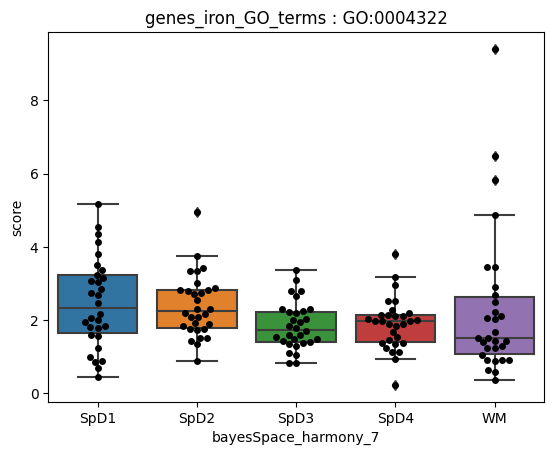 genes_iron_GO_terms : GO:0004322
score
8
6
4
2
0
SpD1 SpD2 SpD3 SpD4 WM
bayesSpace_harmony_7